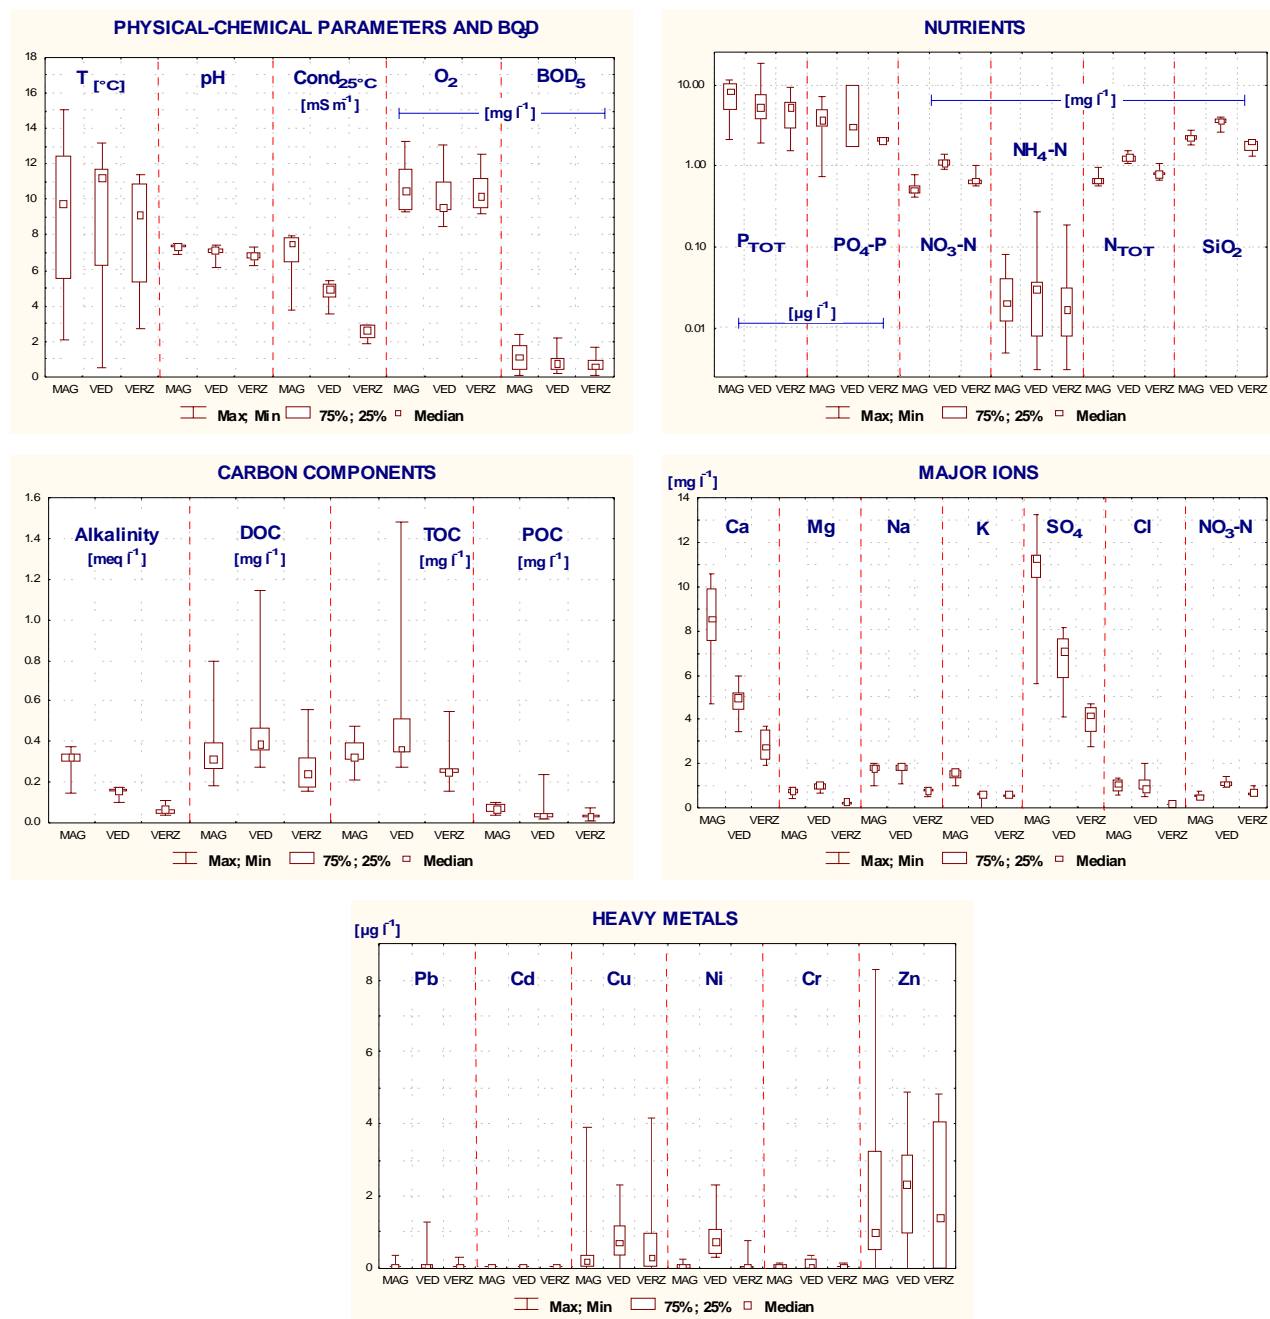 PHYSICAL-CHEMICAL PARAMETERS AND BOD5
18
16
14
12
10
8
6
4
2
0
T [°C] pH Cond25°C O2 BOD5
[mS m-1] [mg l-1]
MAG VED VERZ MAG VED VERZ MAG VED VERZ MAG VED VERZ MAG VED VERZ
Max; Min 75%; 25% Median
NUTRIENTS
10.00
1.00
0.10
0.01
[mg l-1]
NH4-N
PTOT PO4-P NO3-N NTOT SiO2
[µg l-1]
MAG VED VERZ MAG VED VERZ MAG VED VERZ MAG VED VERZ MAG VED VERZ MAG VED VERZ
Max; Min 75%; 25% Median
CARBON COMPONENTS
1.6
1.4
1.2
1.0
0.8
0.6
0.4
0.2
0.0
Alkalinity DOC TOC POC
[meq l-1] [mg l-1] [mg l-1] [mg l-1]
MAG VED VERZ MAG VED VERZ MAG VED VERZ MAG VED VERZ
Max; Min 75%; 25% Median
MAJOR IONS
[mg l-1]
14
12
10
8
6
4
2
0
Ca Mg Na K SO4 Cl NO3-N
MAG VERZ VED MAG VERZ VED MAG VERZ VED MAG VERZ
VED MAG VERZ VED MAG VERZ VED MAG VERZ VED
Max; Min 75%; 25% Median
HEAVY METALS
[µg l-1]
8
6
4
2
0
Pb Cd Cu Ni Cr Zn
MAG VED VERZ MAG VED VERZ MAG VED VERZ MAG VED VERZ MAG VED VERZ MAG VED VERZ
Max; Min 75%; 25% Median